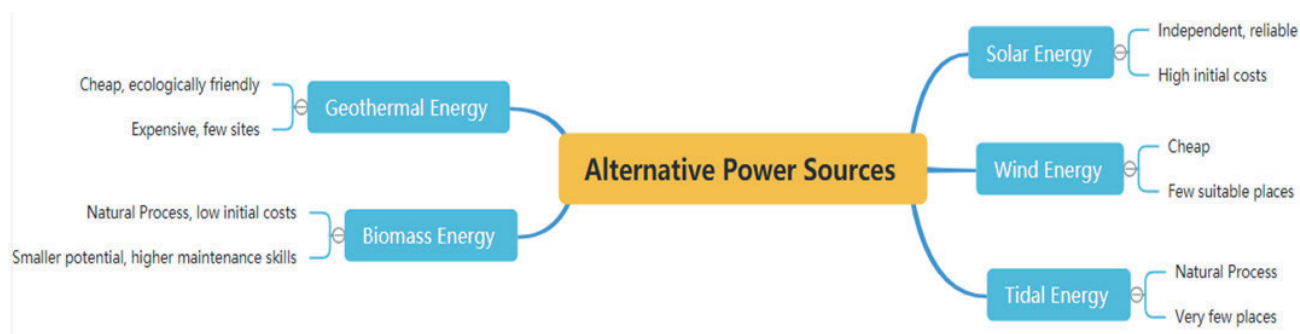 Alternative Power Sources
Solar Energy
Independent, reliable
High initial costs
Wind Energy
Cheap
Few suitable places
Tidal Energy
Natural Process
Very few places
Geothermal Energy
Cheap, ecologically friendly
Expensive, few sites
Biomass Energy
Natural Process, low initial costs
Smaller potential, higher maintenance skills